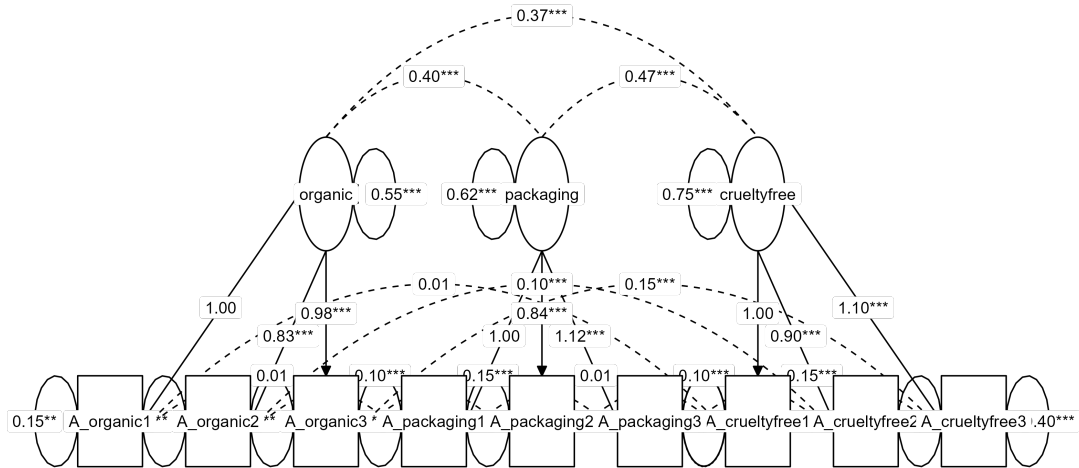 0.37***
0.40*** 0.47***
organic 0.55*** 0.62*** packaging 0.75*** crueltyfree
0.01 0.10*** 0.15***
1.00 0.98*** 0.84*** 1.00 1.10***
0.83*** 1.00 1.12*** 0.90***
0.01 0.10*** 0.15*** 0.01 0.10*** 0.15***
0.15** A_organic1 ** A_organic2 ** A_organic3 * A_packaging1 A_packaging2 A_packaging3 A_crueltyfree1 A_crueltyfree2 A_crueltyfree3 .40***